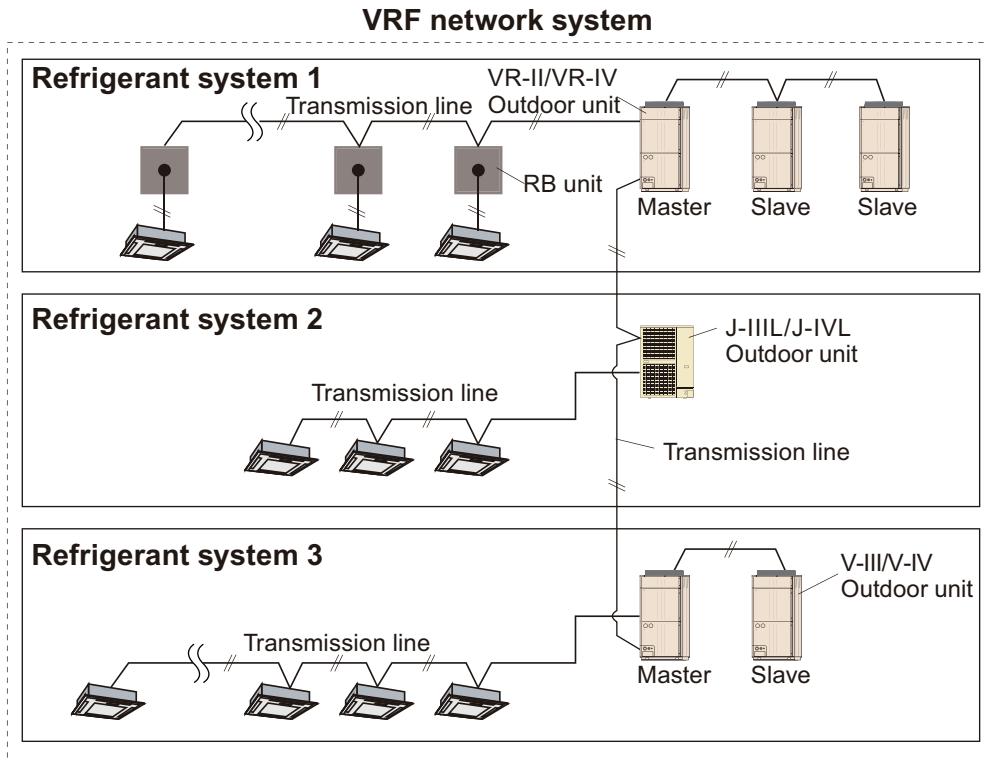 VRF network system
Refrigerant system 1
VR-II/VR-IV
Outdoor unit
Transmission line
RB unit
Master
Slave
Slave
Refrigerant system 2
J-IIIL/J-IVL
Outdoor unit
Transmission line
Transmission line
Refrigerant system 3
V-III/V-IV
Outdoor unit
Transmission line
Master
Slave